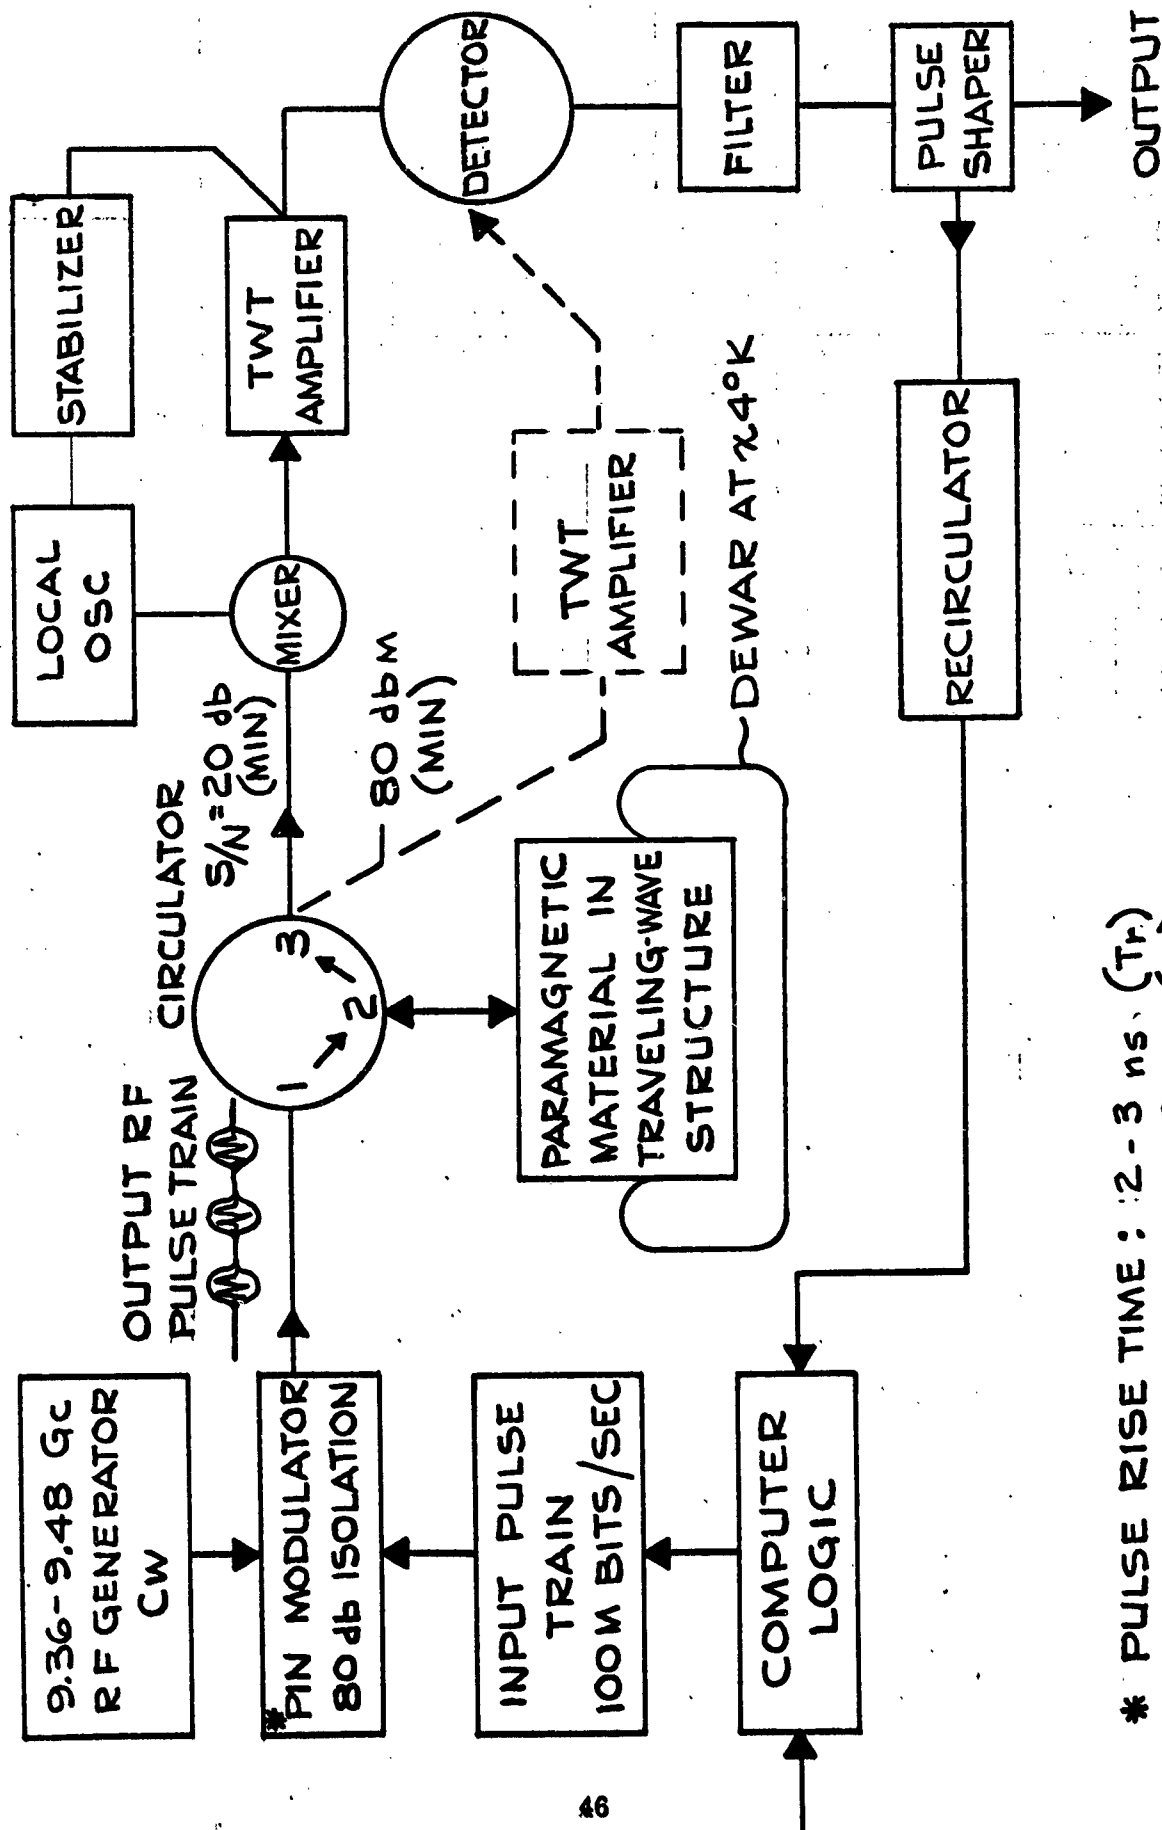 9.36-9.48 Gc
RF GENERATOR
CW
*PIN MODULATOR
80 db ISOLATION
INPUT PULSE
TRAIN
100M BITS/SEC
COMPUTER
LOGIC
OUTPUT RF
PULSE TRAIN
CIRCULATOR
1
2
3
S/N=20 db
(MIN)
80 dbM
(MIN)
PARAMAGNETIC
MATERIAL IN
TRAVELING-WAVE
STRUCTURE
DEWAR AT ≈4°K
LOCAL
OSC
MIXER
STABILIZER
TWT
AMPLIFIER
TWT
AMPLIFIER
DETECTOR
FILTER
PULSE
SHAPER
OUTPUT
RECIRCULATOR
* PULSE RISE TIME: 2-3 ns. (Tr)
46